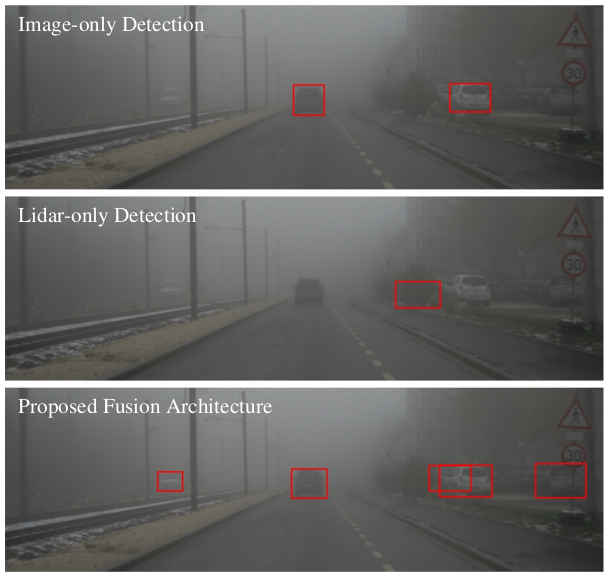 Image-only Detection
30
Lidar-only Detection
30
Proposed Fusion Architecture
30